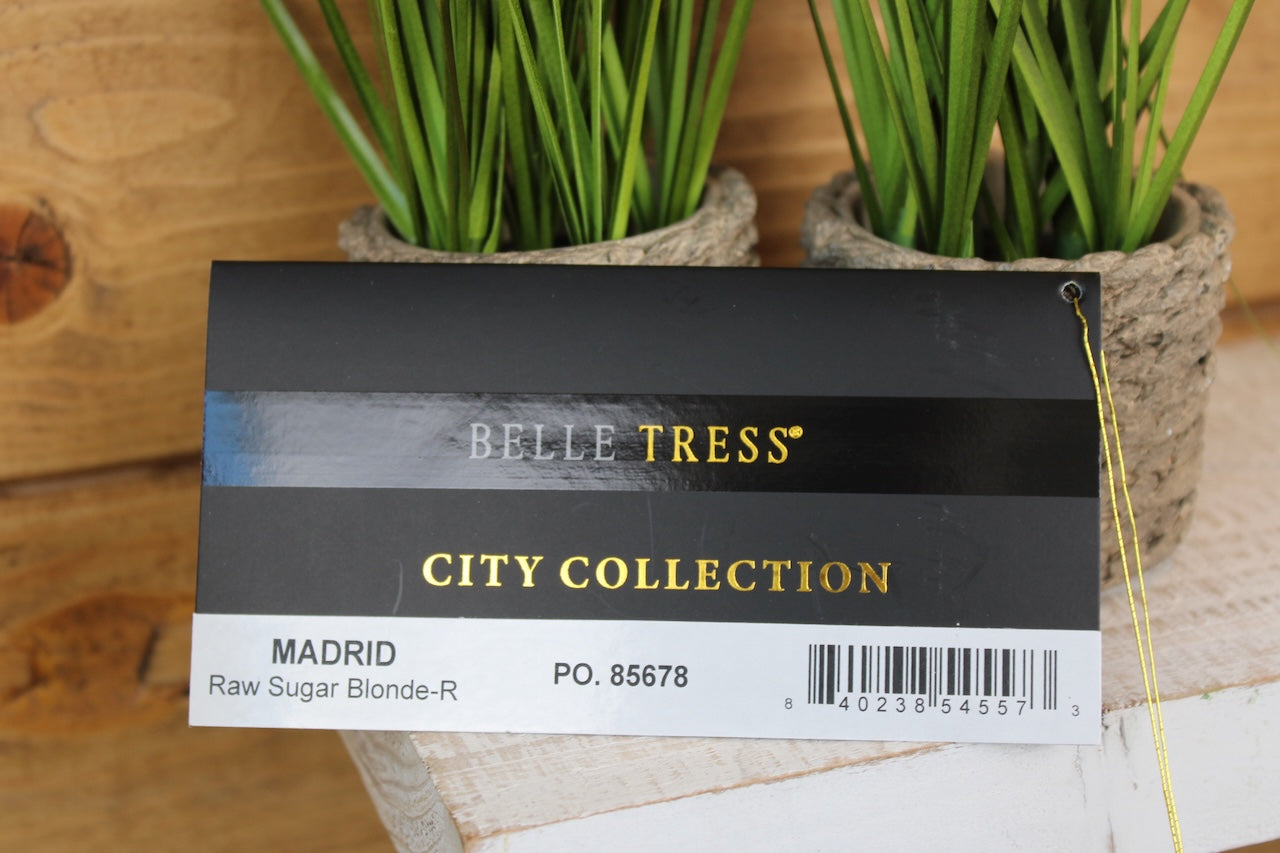 BELLE TRESS®
CITY COLLECTION
MADRID
Raw Sugar Blonde-R
PO. 85678
8 40238 54557 3